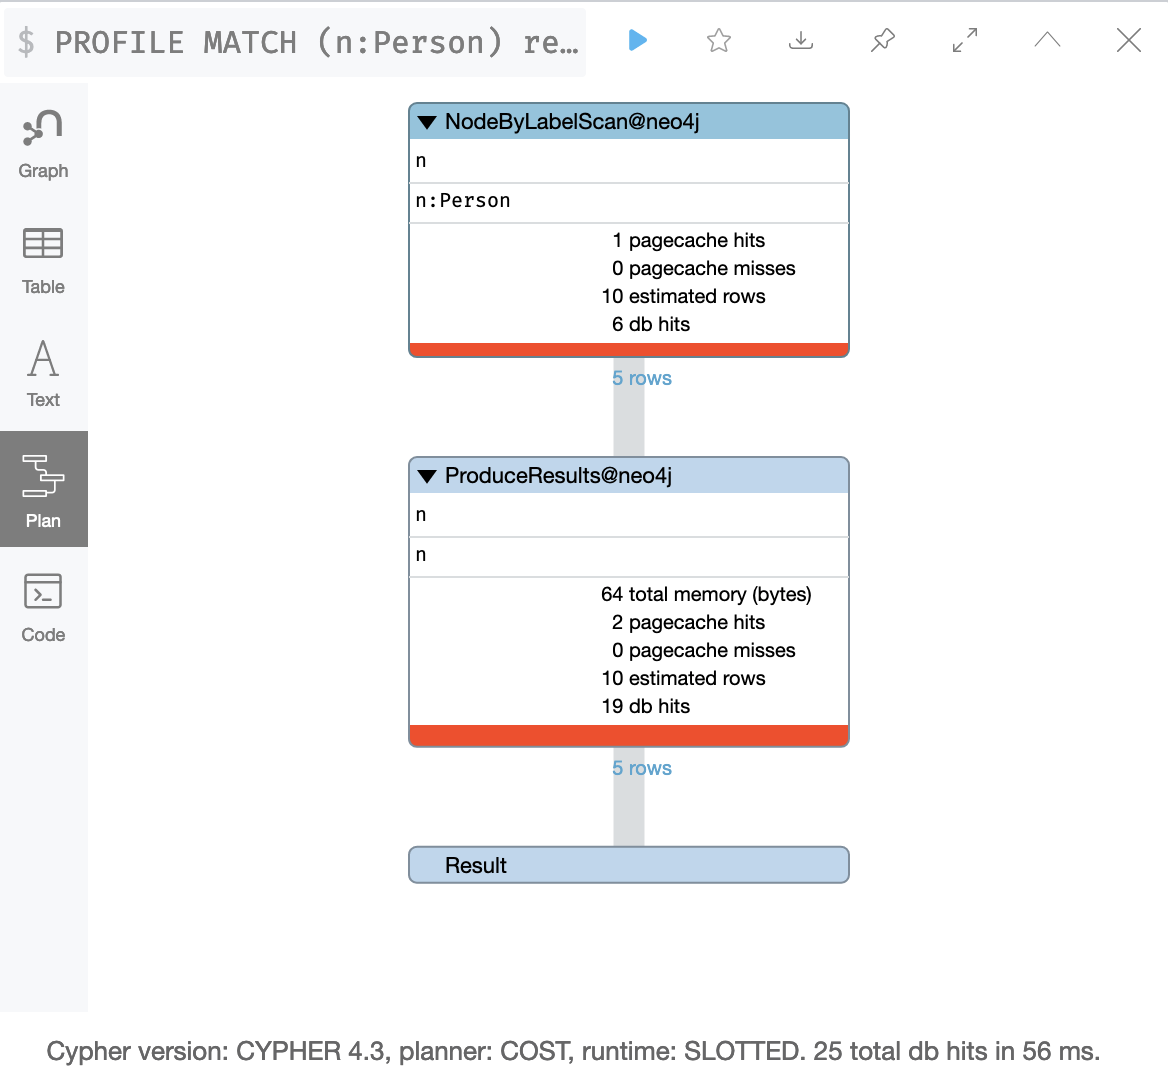 $ PROFILE MATCH (n:Person) re…
Graph
Table
Text
Plan
Code
NodeByLabelScan@neo4j
n
n:Person
1 pagecache hits
0 pagecache misses
10 estimated rows
6 db hits
5 rows
ProduceResults@neo4j
n
n
64 total memory (bytes)
2 pagecache hits
0 pagecache misses
10 estimated rows
19 db hits
5 rows
Result
Cypher version: CYPHER 4.3, planner: COST, runtime: SLOTTED. 25 total db hits in 56 ms.